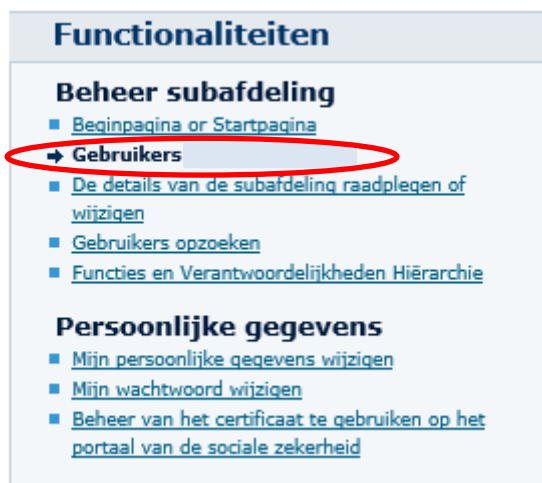 Functionaliteiten
Beheer subafdeling
Beginpagina or Startpagina
Gebruikers
De details van de subafdeling raadplegen of
wijzigen
Gebruikers opzoeken
Functies en Verantwoordelijkheden Hiërarchie
Persoonlijke gegevens
Mijn persoonlijke gegevens wijzigen
Mijn wachtwoord wijzigen
Beheer van het certificaat te gebruiken op het
portaal van de sociale zekerheid